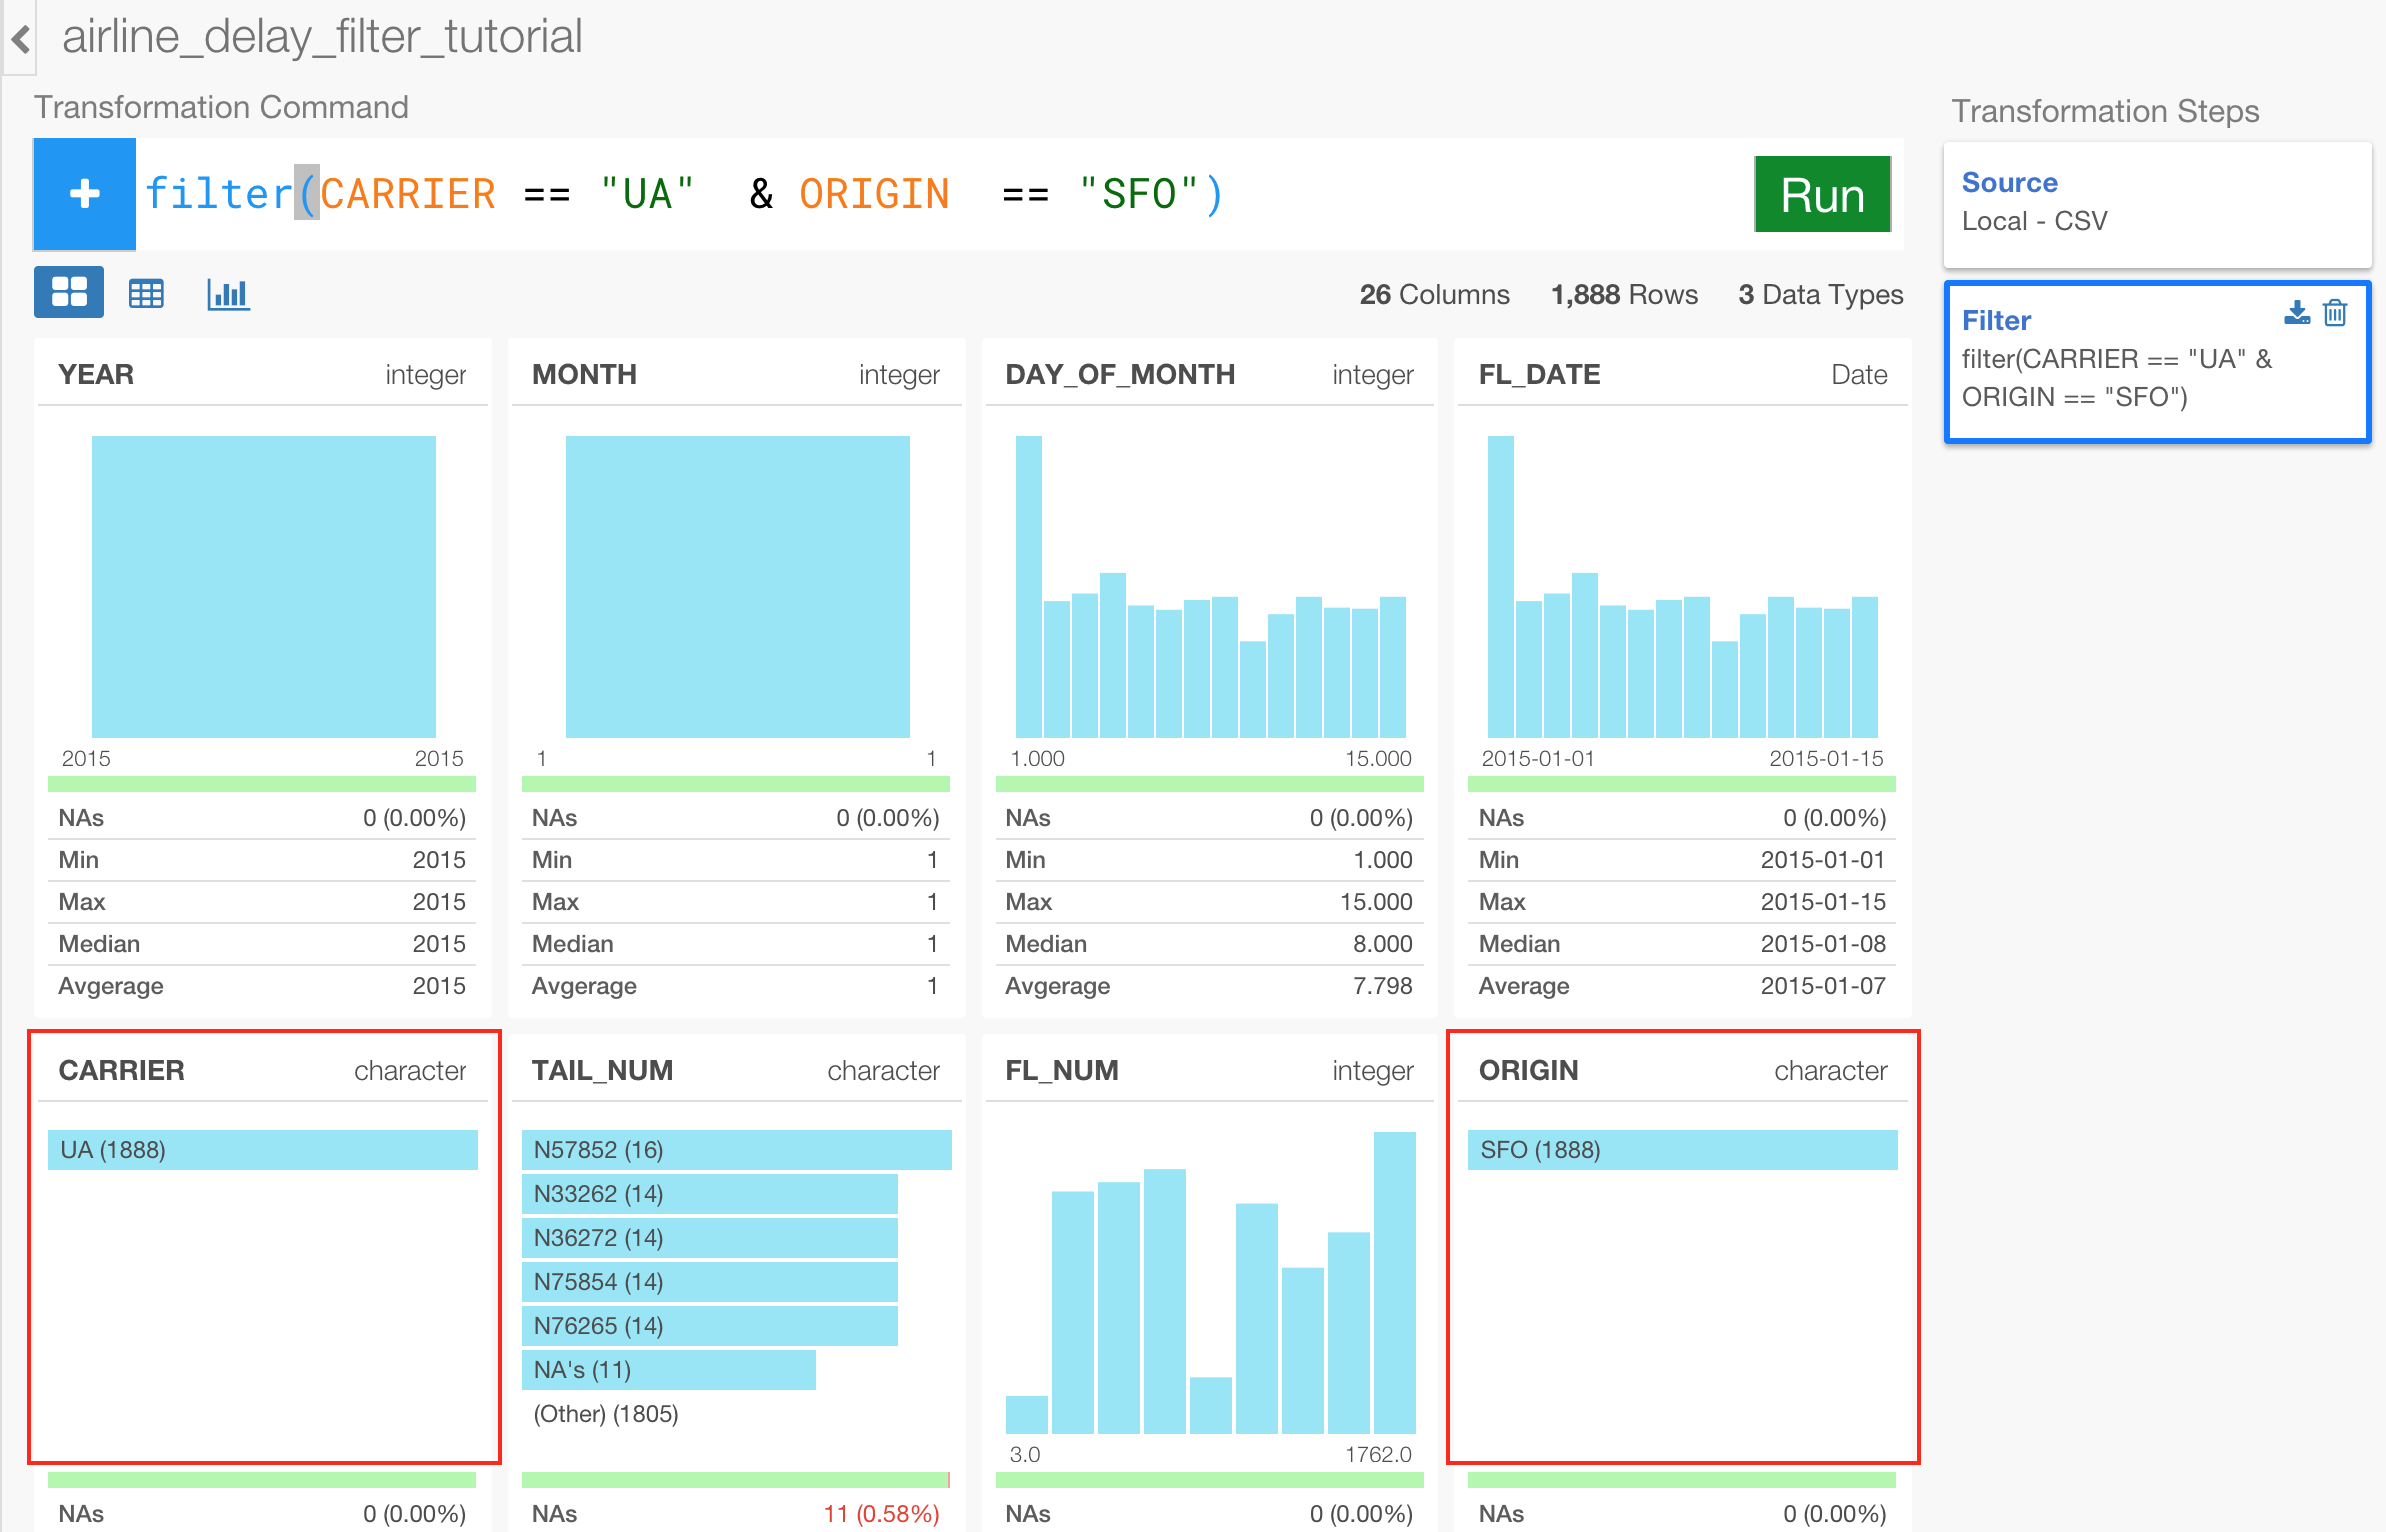 airline_delay_filter_tutorial
Transformation Command
filter(CARRIER == "UA" & ORIGIN == "SFO")
Run
26 Columns 1,888 Rows 3 Data Types
Transformation Steps
Source
Local - CSV
Filter
filter(CARRIER == "UA" &
ORIGIN == "SFO")
YEAR integer
2015 2015
NAs 0 (0.00%)
Min 2015
Max 2015
Median 2015
Avgerage 2015
MONTH integer
1 1
NAs 0 (0.00%)
Min 1
Max 1
Median 1
Avgerage 1
DAY_OF_MONTH integer
1.000 15.000
NAs 0 (0.00%)
Min 1.000
Max 15.000
Median 8.000
Avgerage 7.798
FL_DATE Date
2015-01-01 2015-01-15
NAs 0 (0.00%)
Min 2015-01-01
Max 2015-01-15
Median 2015-01-08
Average 2015-01-07
CARRIER character
UA (1888)
NAs 0 (0.00%)
TAIL_NUM character
N57852 (16)
N33262 (14)
N36272 (14)
N75854 (14)
N76265 (14)
NA's (11)
(Other) (1805)
NAs 11 (0.58%)
FL_NUM integer
3.0 1762.0
NAs 0 (0.00%)
ORIGIN character
SFO (1888)
NAs 0 (0.00%)